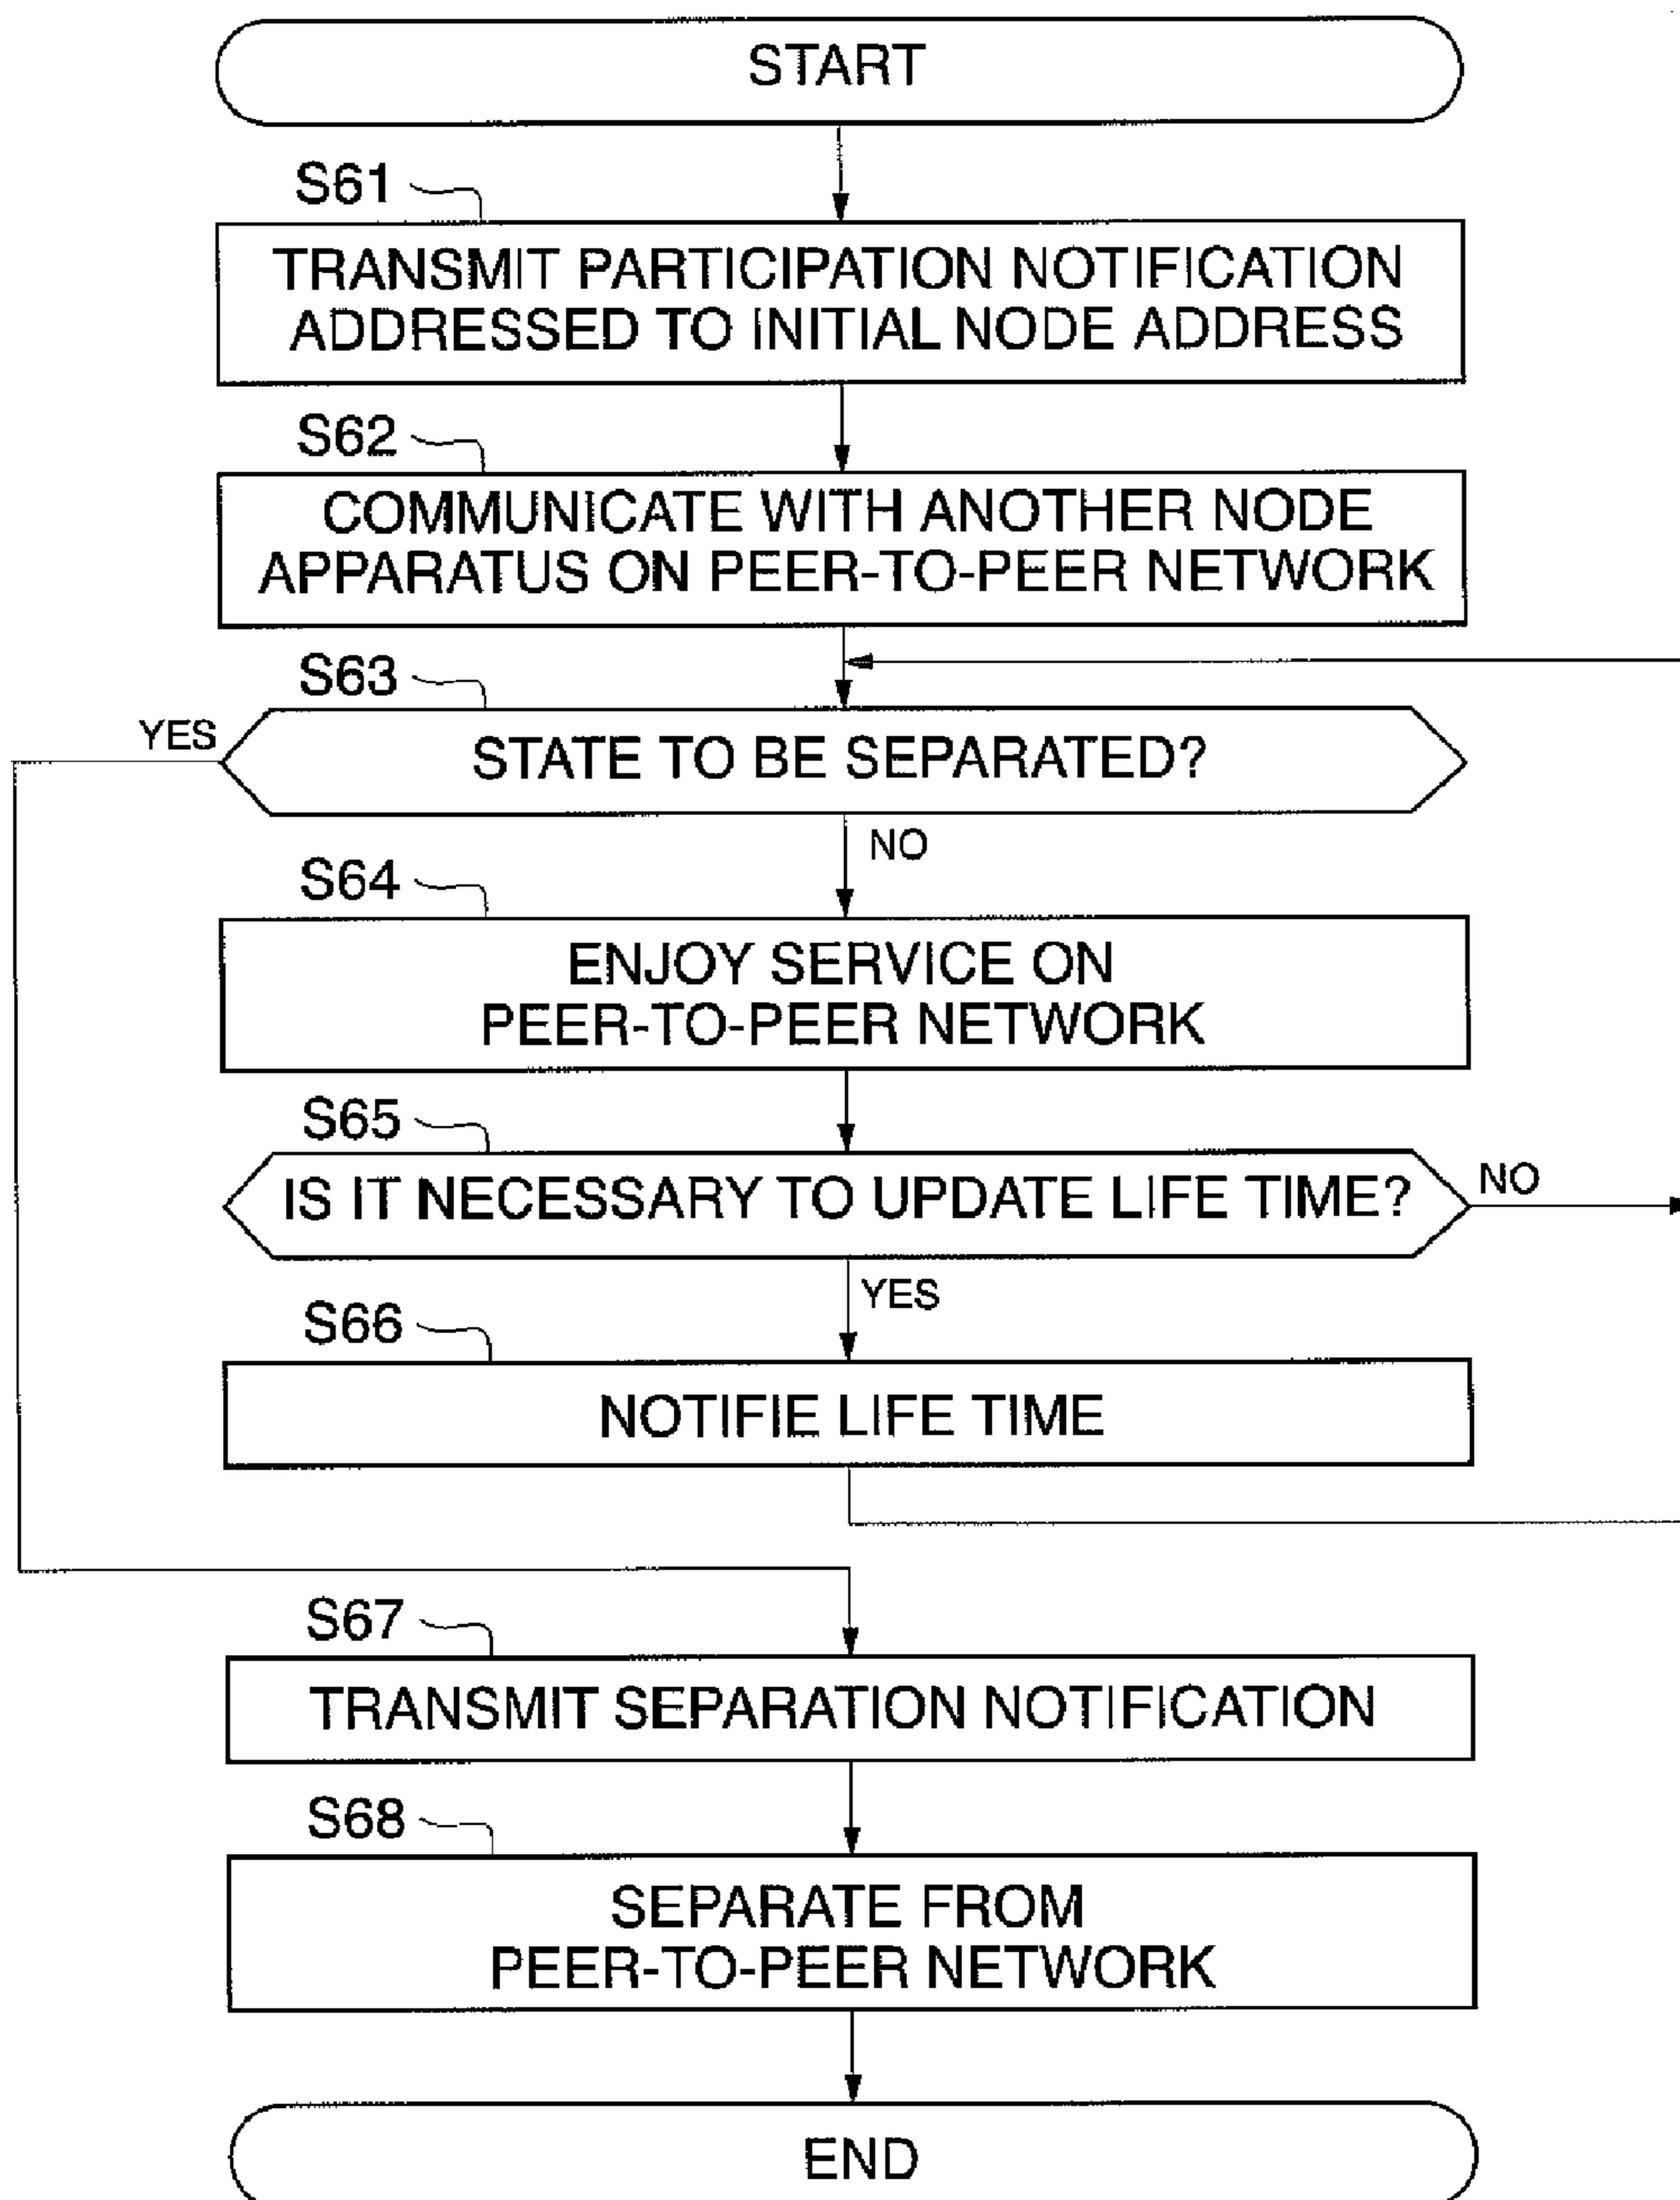 START
S61
TRANSMIT PARTICIPATION NOTIFICATION
ADDRESSED TO INITIAL NODE ADDRESS
S62
COMMUNICATE WITH ANOTHER NODE
APPARATUS ON PEER-TO-PEER NETWORK
S63
YES
STATE TO BE SEPARATED?
NO
S64
ENJOY SERVICE ON
PEER-TO-PEER NETWORK
S65
IS IT NECESSARY TO UPDATE LIFE TIME?
NO
YES
S66
NOTIFIE LIFE TIME
S67
TRANSMIT SEPARATION NOTIFICATION
S68
SEPARATE FROM
PEER-TO-PEER NETWORK
END